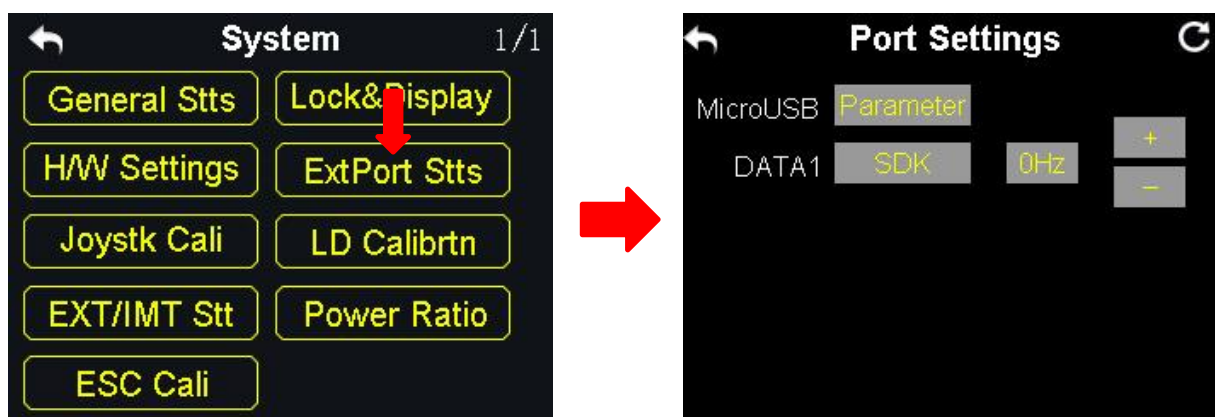 System 1/1
General Stts Lock&Display
H/W Settings ExtPort Stts
Joystk Cali LD Calibrtn
EXT/IMT Stt Power Ratio
ESC Cali
Port Settings
MicroUSB Parameter
+
DATA1 SDK 0Hz
−